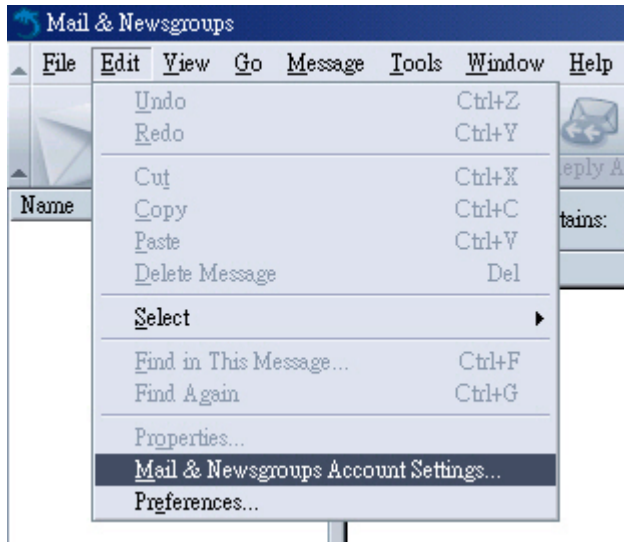 Mail & Newsgroups
File Edit View Go Message Tools Window Help
Undo Ctrl+Z
Redo Ctrl+Y
eply A
Cut Ctrl+X
Name
Copy Ctrl+C
tains:
Paste Ctrl+V
Delete Message Del
Select
Find in This Message... Ctrl+F
Find Again Ctrl+G
Properties...
Mail & Newsgroups Account Settings...
Preferences...